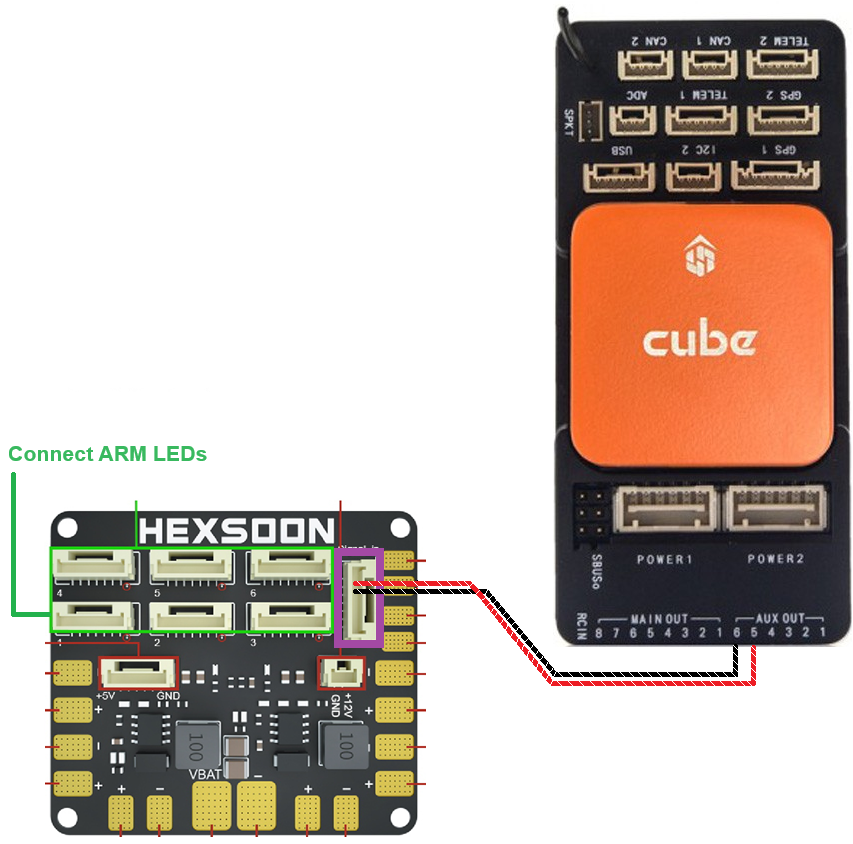 CAN 2 CAN 1 TELEM 2
SPKT ADC TELEM 1 GPS 2
USB I2C 2 GPS 1
cube
POWER1 POWER2
SBUSo
RCIN MAIN OUT AUX OUT
8 7 6 5 4 3 2 1 6 5 4 3 2 1
Connect ARM LEDs
HEXSOON
4 5 6
1 2 3
+5V GND GND +12V
+ +
- -
100 100
VBAT -
+ +
+ - + -